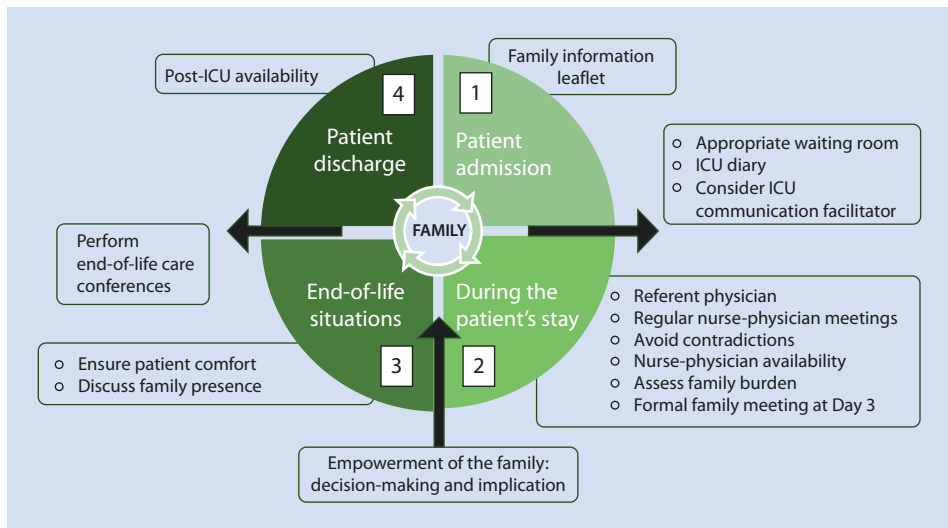 Post-ICU availability
Family information
leaflet
4
1
Patient
discharge
Patient
admission
Appropriate waiting room
ICU diary
Consider ICU
communication facilitator
FAMILY
Perform
end-of-life care
conferences
End-of-life
situations
During the
patient's stay
Referent physician
Regular nurse-physician meetings
Avoid contradictions
Nurse-physician availability
Assess family burden
Formal family meeting at Day 3
Ensure patient comfort
Discuss family presence
3
2
Empowerment of the family:
decision-making and implication